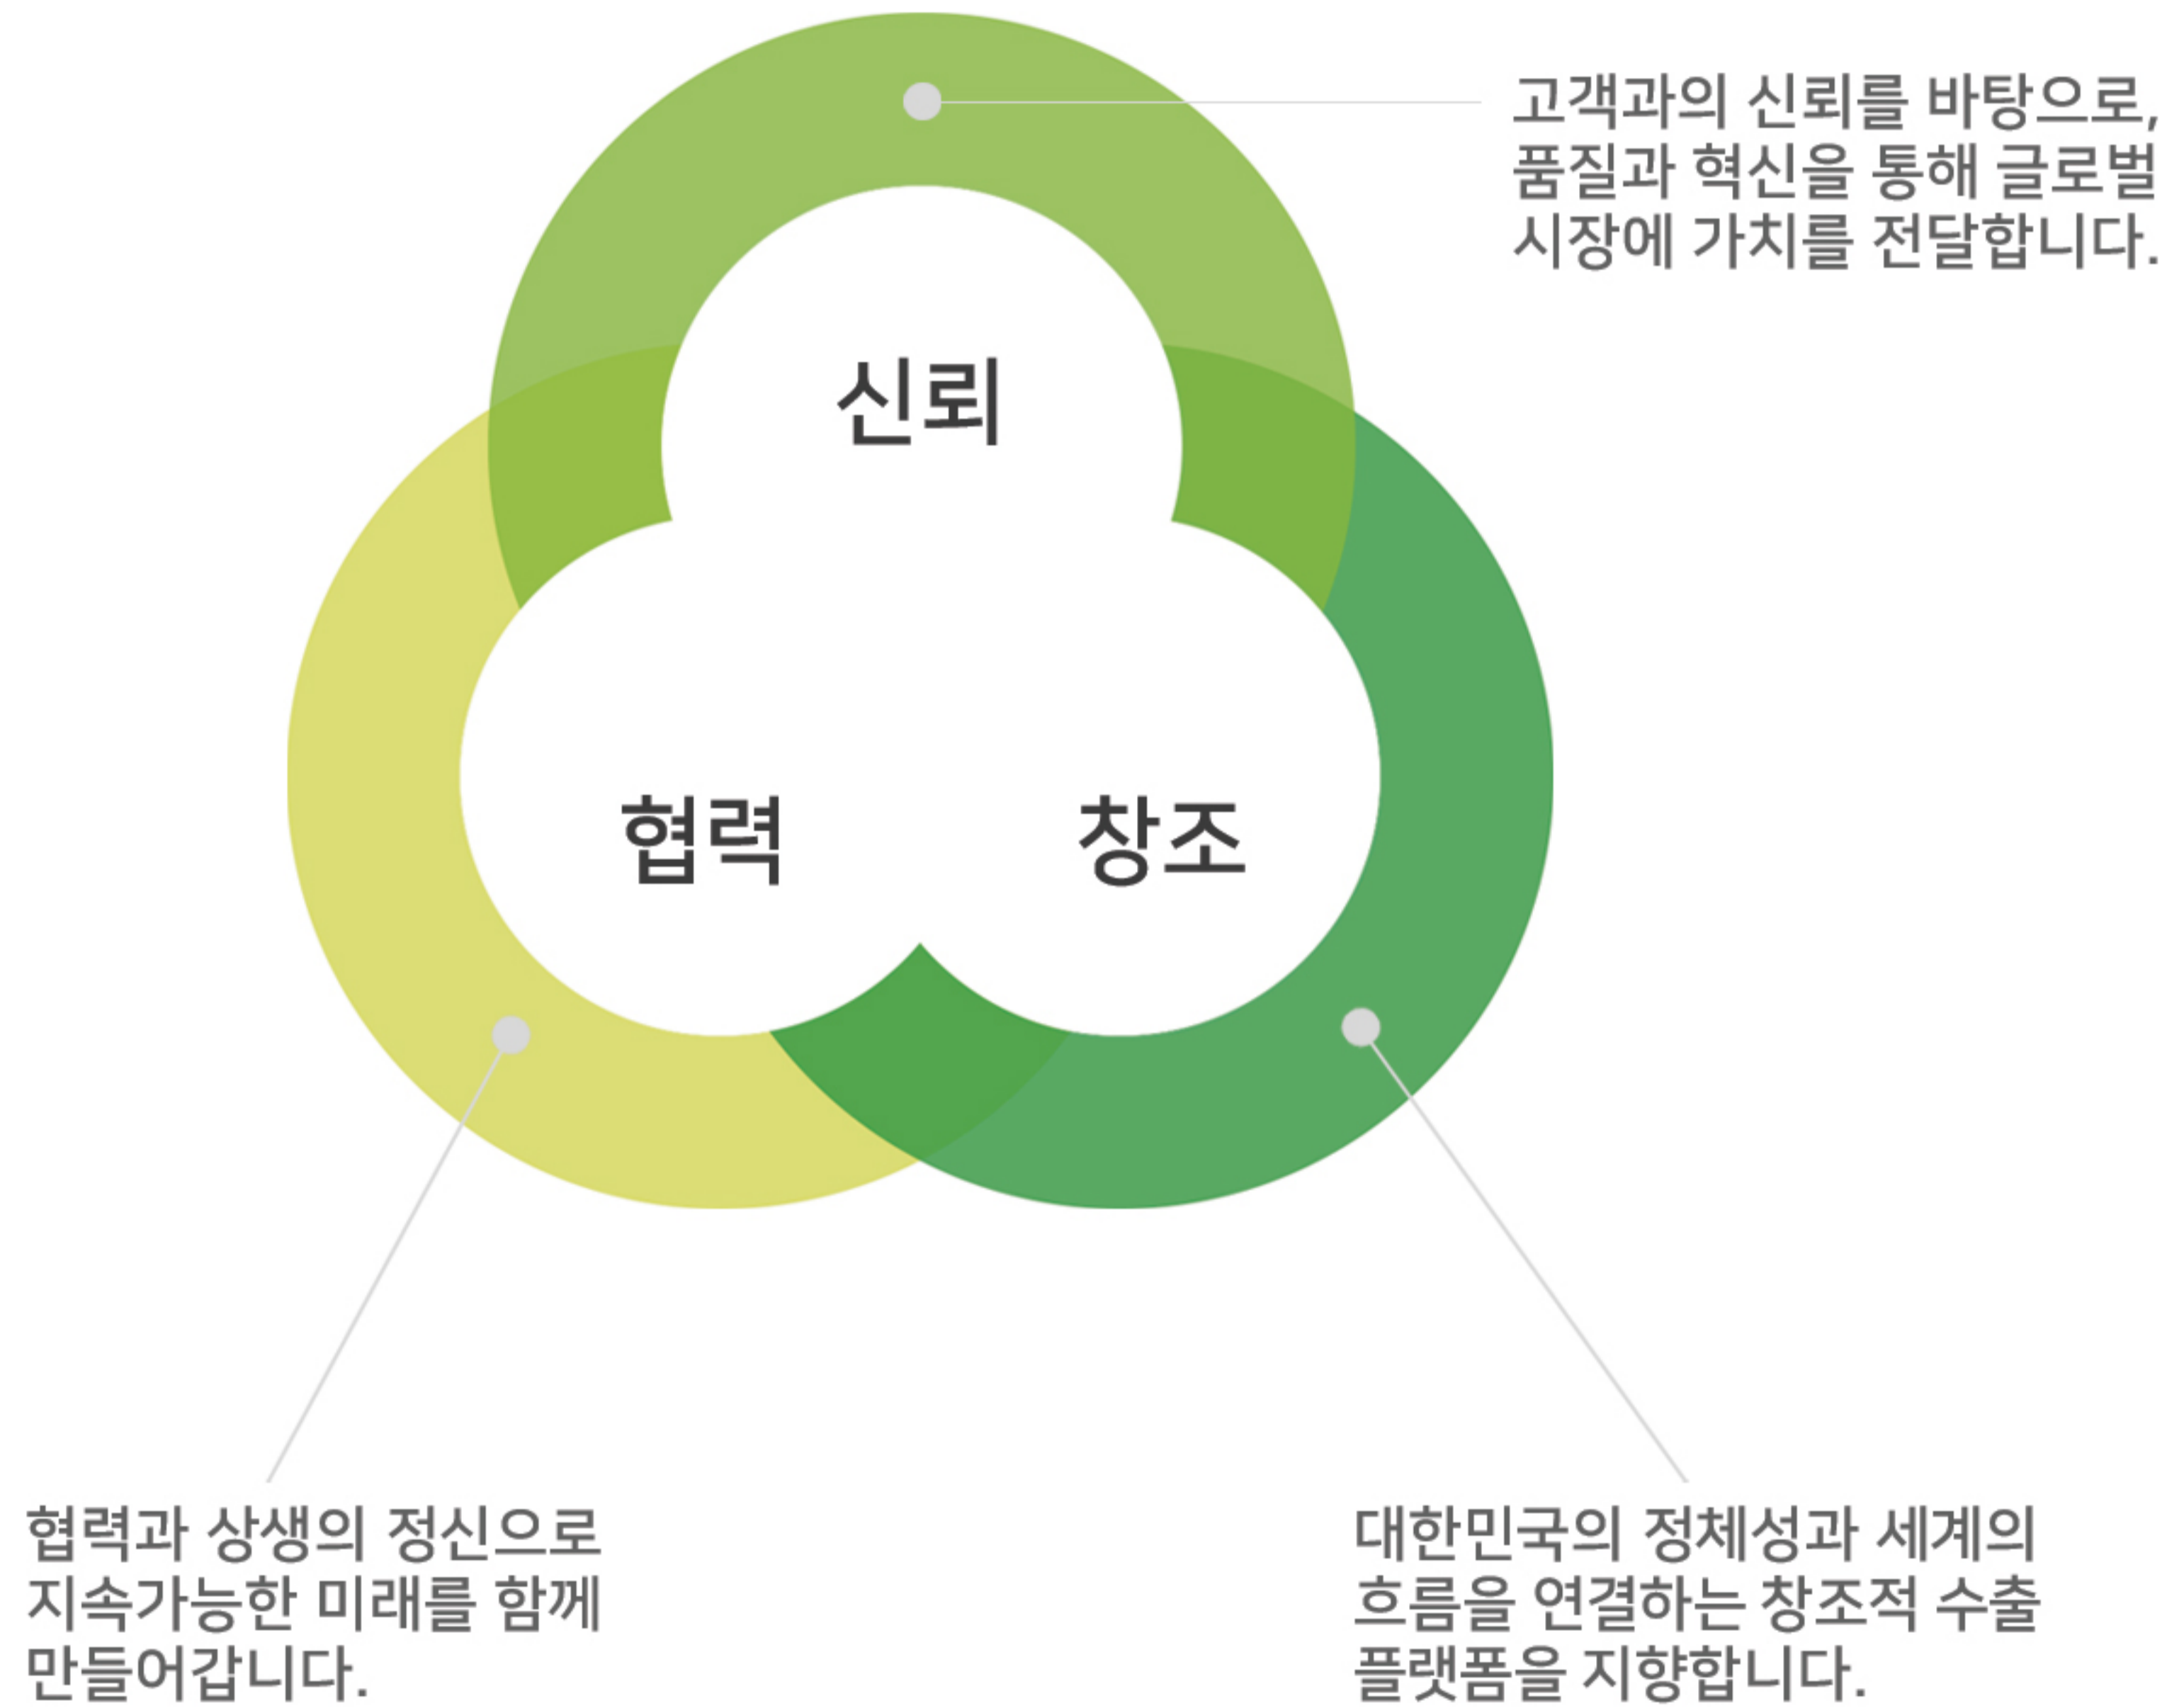 고객과의 신뢰를 바탕으로,
품질과 혁신을 통해 글로벌
시장에 가치를 전달합니다.
신뢰
협력
창조
협력과 상생의 정신으로
지속가능한 미래를 함께
만들어갑니다.
대한민국의 정체성과 세계의
흐름을 연결하는 창조적 수출
플랫폼을 지향합니다.